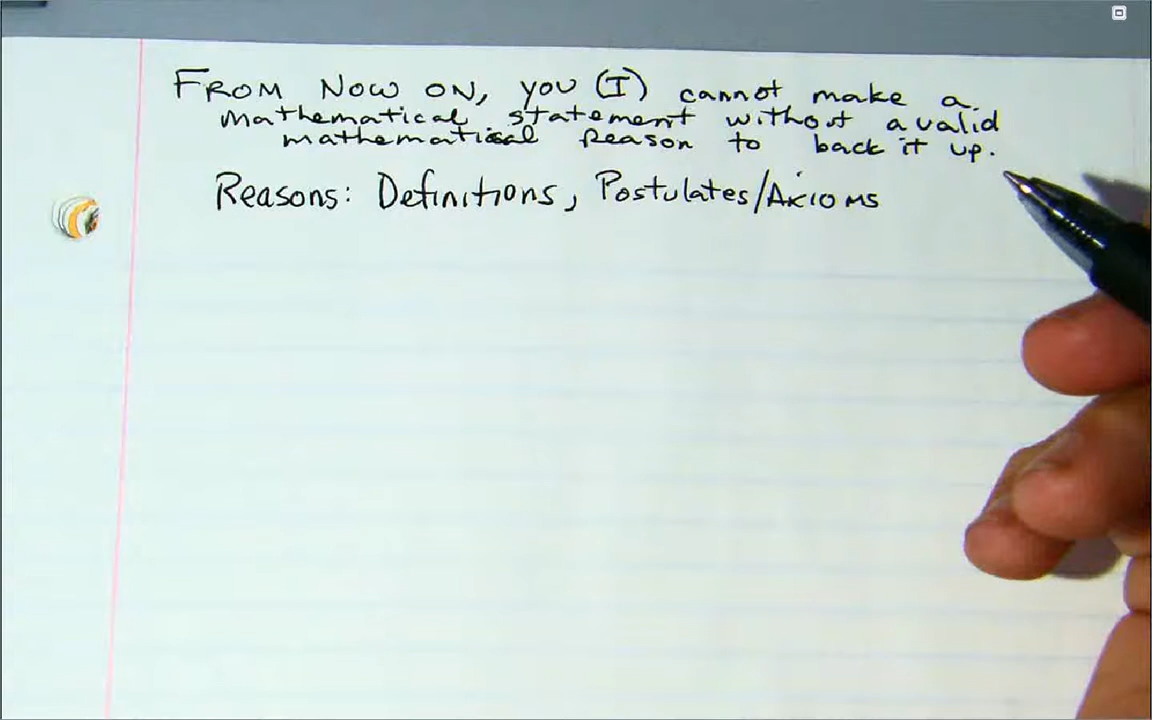 FROM NOW ON, you (I) cannot make a
mathematical statement without a valid
mathematical reason to back it up.
Reasons: Definitions, Postulates/Axioms